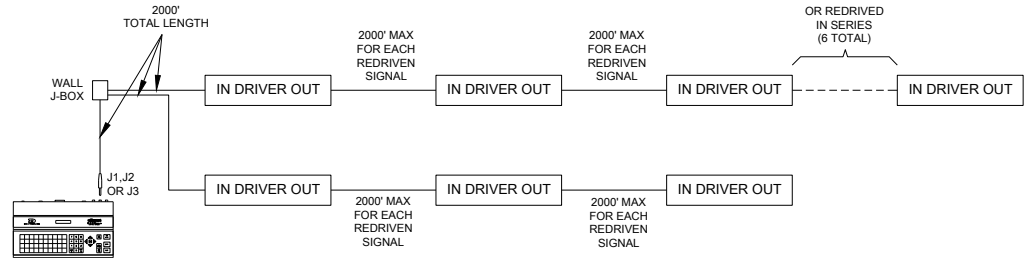 2000'
TOTAL LENGTH
2000' MAX
FOR EACH
REDRIVEN
SIGNAL
2000' MAX
FOR EACH
REDRIVEN
SIGNAL
OR REDRIVED
IN SERIES
(6 TOTAL)
WALL
J-BOX
IN DRIVER OUT
IN DRIVER OUT
IN DRIVER OUT
IN DRIVER OUT
J1,J2
OR J3
IN DRIVER OUT
IN DRIVER OUT
IN DRIVER OUT
2000' MAX
FOR EACH
REDRIVEN
SIGNAL
2000' MAX
FOR EACH
REDRIVEN
SIGNAL